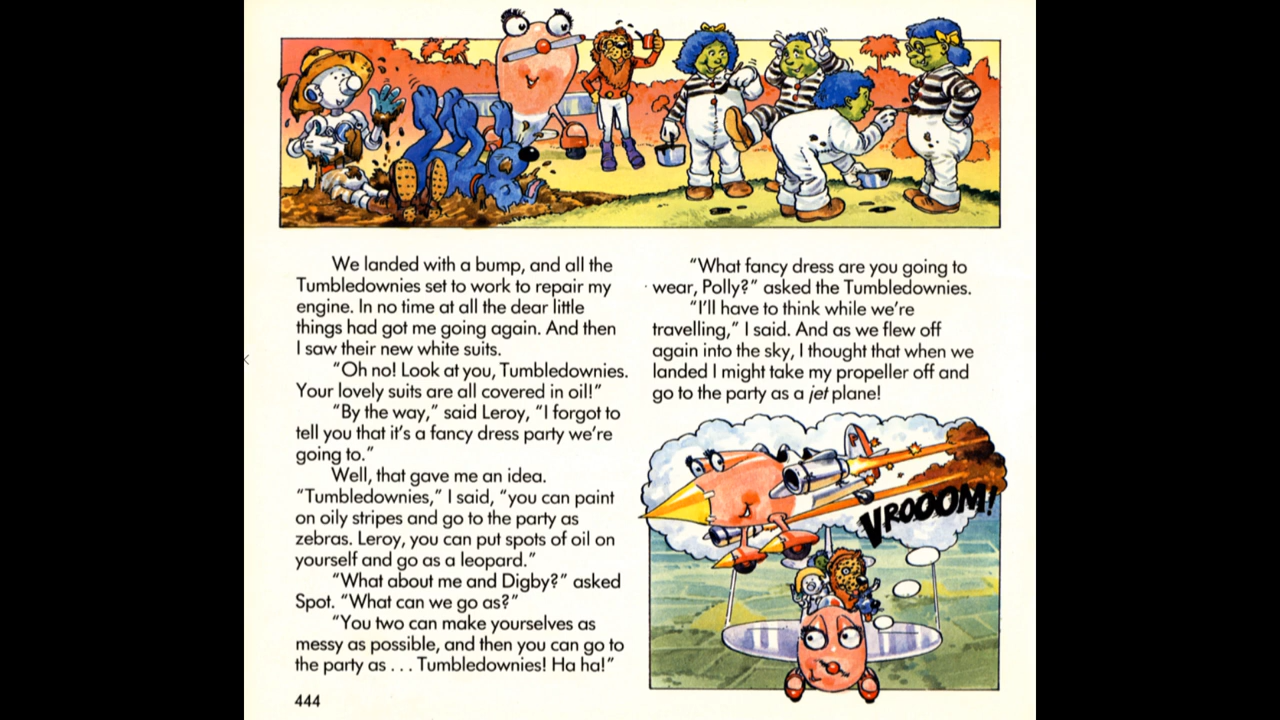 We landed with a bump, and all the
Tumbledownies set to work to repair my
engine. In no time at all the dear little
things had got me going again. And then
I saw their new white suits.
“Oh no! Look at you, Tumbledownies.
Your lovely suits are all covered in oil!”
“By the way,” said Leroy, “I forgot to
tell you that it’s a fancy dress party we’re
going to.”
Well, that gave me an idea.
“Tumbledownies,” I said, “you can paint
on oily stripes and go to the party as
zebras. Leroy, you can put spots of oil on
yourself and go as a leopard.”
“What about me and Digby?” asked
Spot. “What can we go as?”
“You two can make yourselves as
messy as possible, and then you can go to
the party as . . . Tumbledownies! Ha ha!”
444
“What fancy dress are you going to
wear, Polly?” asked the Tumbledownies.
“I’ll have to think while we’re
travelling,” I said. And as we flew off
again into the sky, I thought that when we
landed I might take my propeller off and
go to the party as a jet plane!
VROOOM!